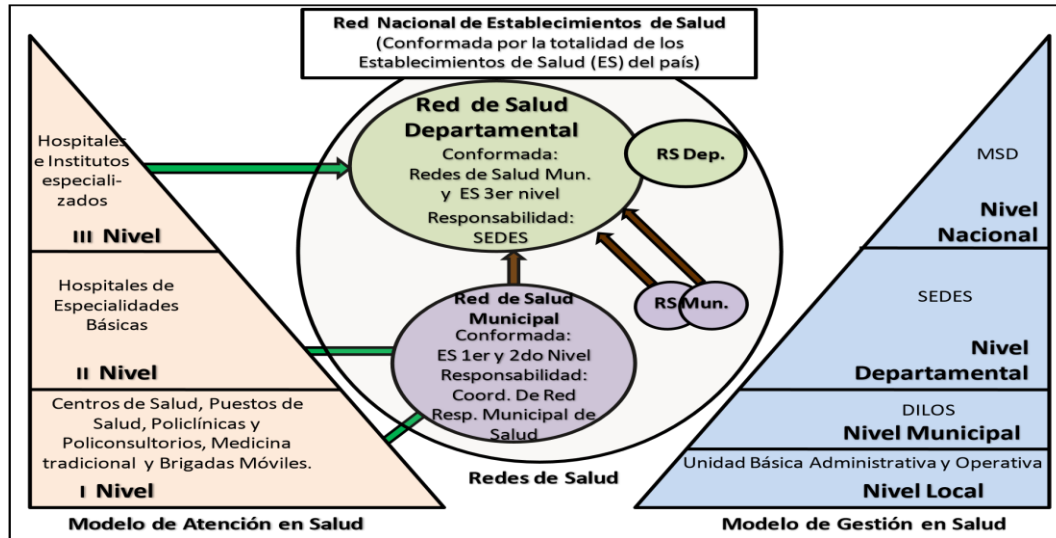 Red Nacional de Establecimientos de Salud
(Conformada por la totalidad de los
Establecimientos de Salud (ES) del país)
Hospitales
e Institutos
especiali-
zados
III Nivel
Hospitales de
Especialidades
Básicas
II Nivel
Centros de Salud, Puestos de
Salud, Policlínicas y
Policonsultorios, Medicina
tradicional y Brigadas Móviles.
I Nivel
Modelo de Atención en Salud
Red de Salud
Departamental
Conformada:
Redes de Salud Mun.
y ES 3er nivel
Responsabilidad:
SEDES
RS Dep.
Red de Salud
Municipal
Conformada:
ES 1er y 2do Nivel
Responsabilidad:
Coord. De Red
Resp. Municipal de
Salud
RS Mun.
Redes de Salud
MSD
Nivel
Nacional
SEDES
Nivel
Departamental
DILOS
Nivel Municipal
Unidad Básica Administrativa y Operativa
Nivel Local
Modelo de Gestión en Salud